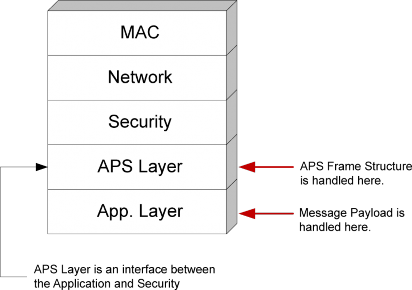 MAC
Network
Security
APS Layer
App. Layer
APS Frame Structure
is handled here.
Message Payload is
handled here.
APS Layer is an interface between
the Application and Security